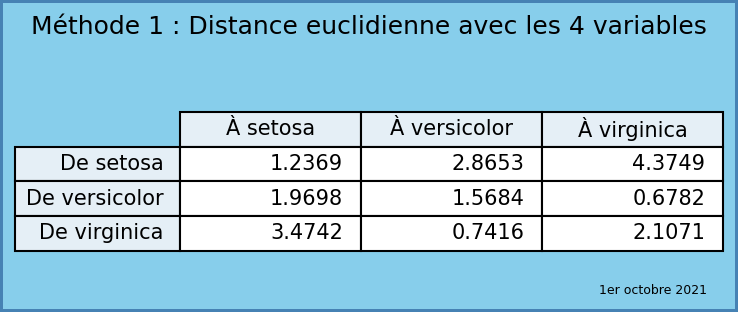 Méthode 1 : Distance euclidienne avec les 4 variables
À setosa À versicolor À virginica
De setosa 1.2369 2.8653 4.3749
De versicolor 1.9698 1.5684 0.6782
De virginica 3.4742 0.7416 2.1071
1er octobre 2021